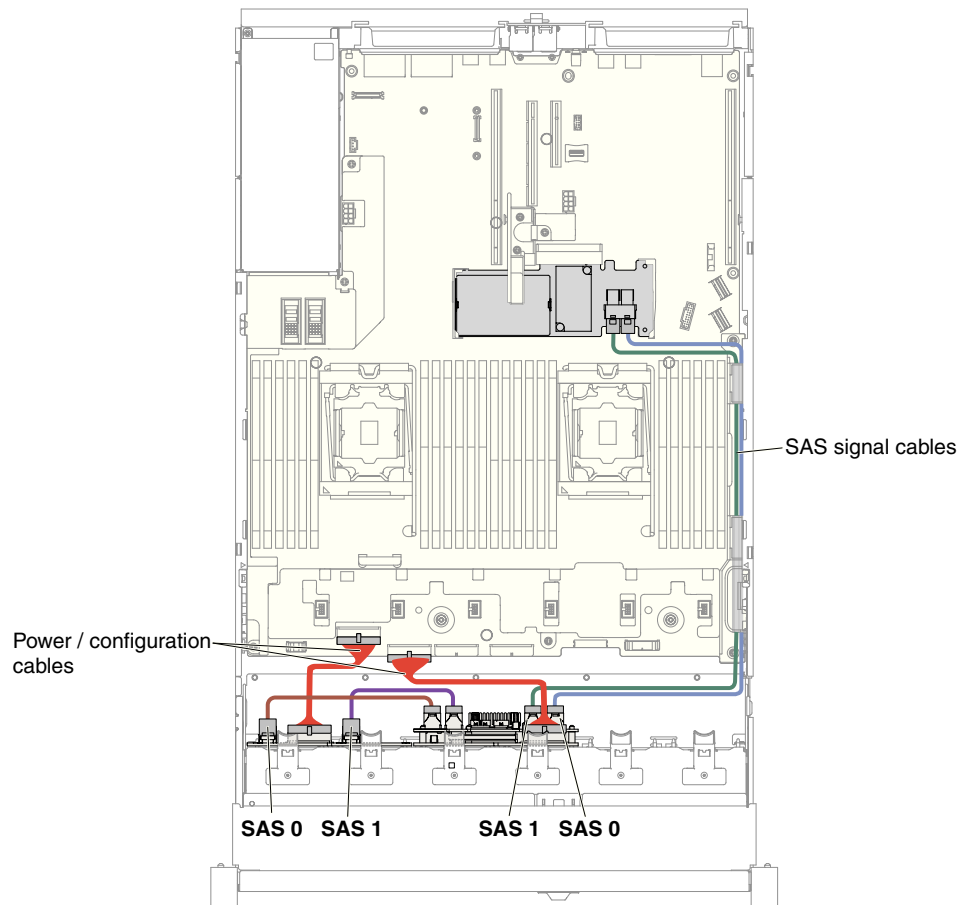 SAS signal cables
Power / configuration
cables
SAS 0 SAS 1 SAS 1 SAS 0